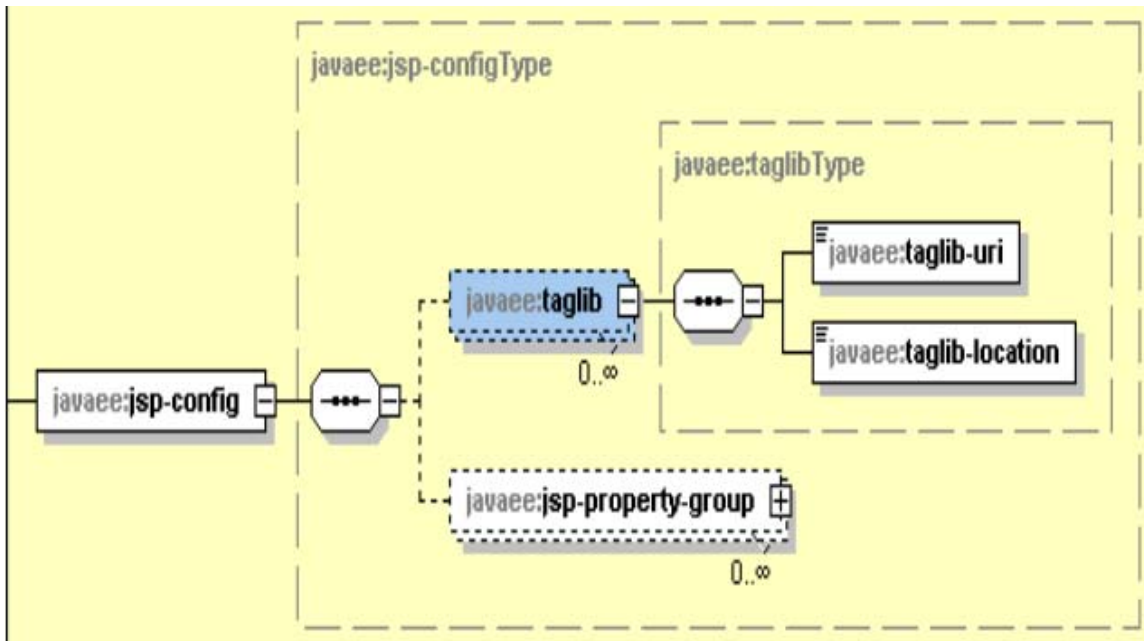 javaee:jsp-configType
javaee:taglibType
javaee:taglib-uri
javaee:taglib
0..∞
javaee:taglib-location
javaee:jsp-config
javaee:jsp-property-group
0..∞